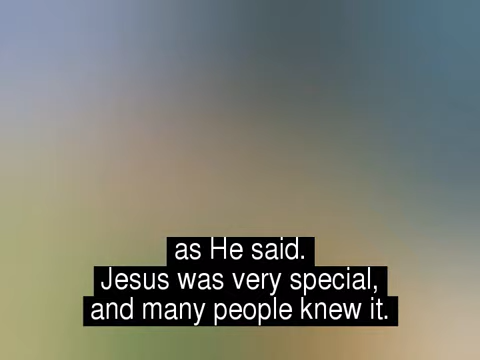 as He said.
Jesus was very special,
and many people knew it.